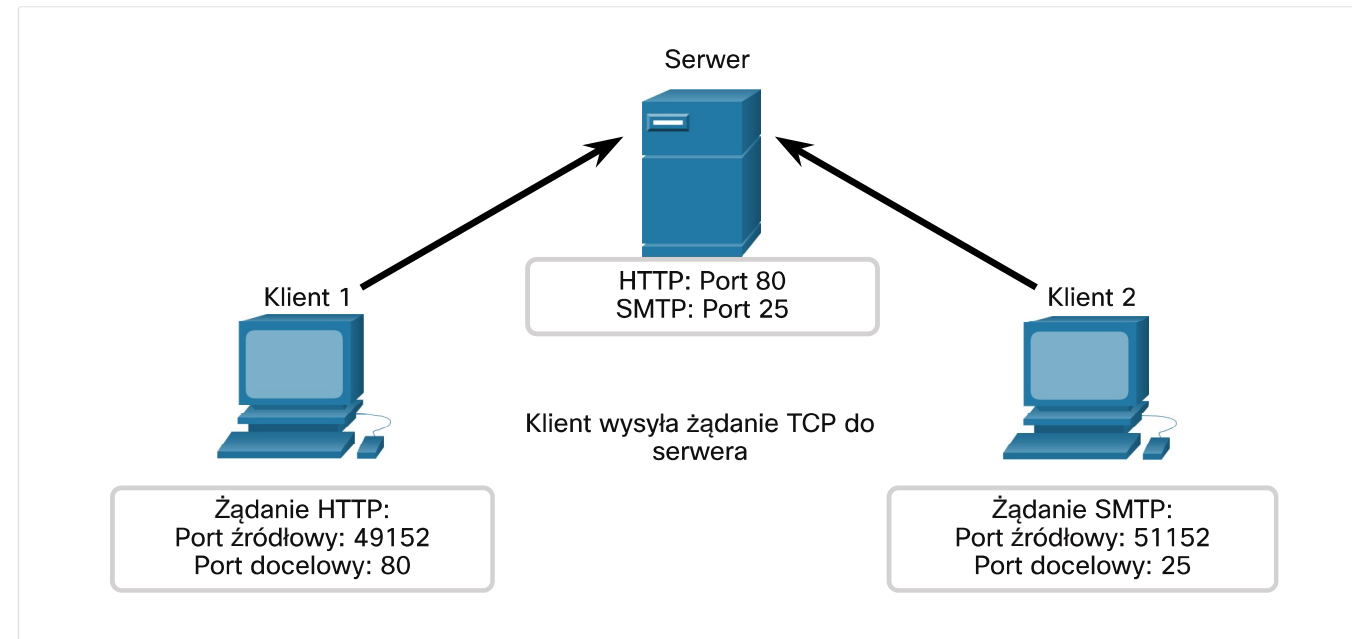 Serwer
HTTP: Port 80
SMTP: Port 25
Klient 1
Klient 2
Klient wysyła żądanie TCP do
serwera
Żądanie HTTP:
Port źródłowy: 49152
Port docelowy: 80
Żądanie SMTP:
Port źródłowy: 51152
Port docelowy: 25